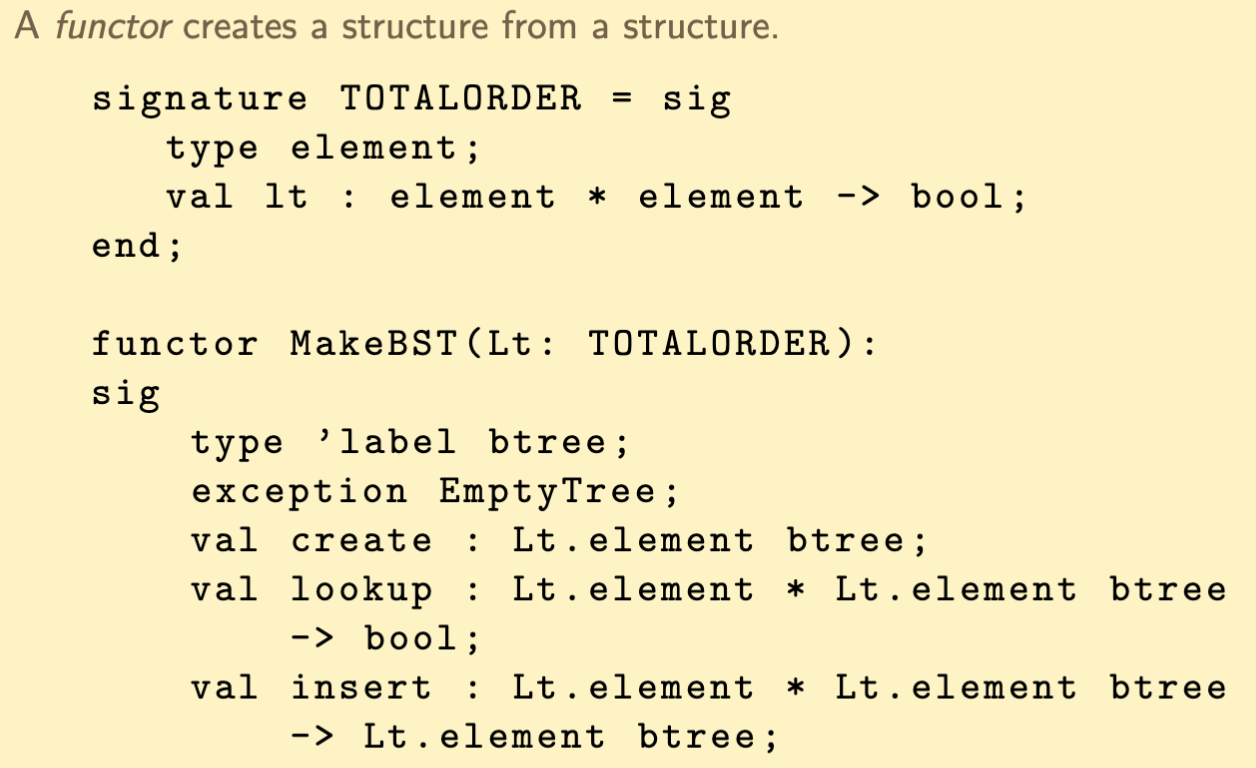 A functor creates a structure from a structure.
signature TOTALORDER = sig
type element;
val lt : element * element -> bool;
end;
functor MakeBST(Lt: TOTALORDER):
sig
type ’label btree;
exception EmptyTree;
val create : Lt.element btree;
val lookup : Lt.element * Lt.element btree
-> bool;
val insert : Lt.element * Lt.element btree
-> Lt.element btree;